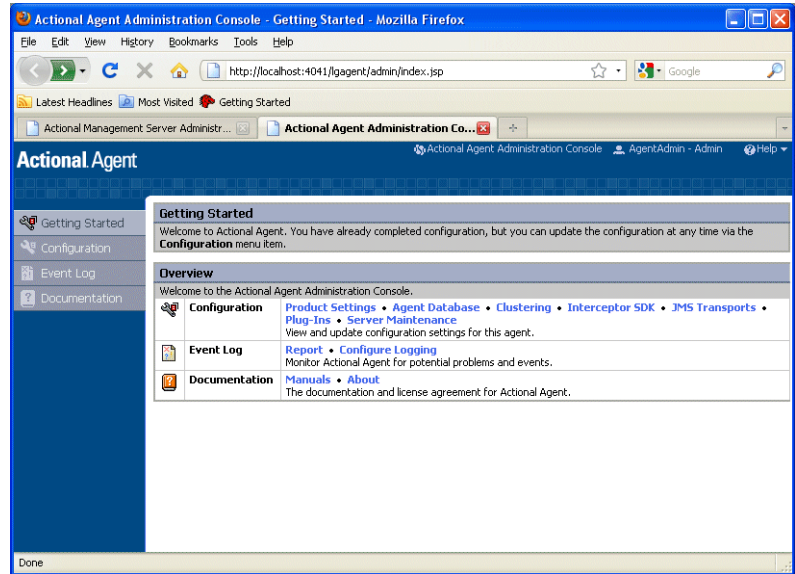 Actional Agent Administration Console - Getting Started - Mozilla Firefox
File Edit View History Bookmarks Tools Help
http://localhost:4041/lgagent/admin/index.jsp
Google
Latest Headlines Most Visited Getting Started
Actional Management Server Administr... Actional Agent Administration Co...
Actional Agent Administration Console AgentAdmin - Admin Help
Actional Agent
Getting Started
Configuration
Event Log
Documentation
Getting Started
Welcome to Actional Agent. You have already completed configuration, but you can update the configuration at any time via the
Configuration menu item.
Overview
Welcome to the Actional Agent Administration Console.
Configuration Product Settings • Agent Database • Clustering • Interceptor SDK • JMS Transports •
Plug-Ins • Server Maintenance
View and update configuration settings for this agent.
Event Log Report • Configure Logging
Monitor Actional Agent for potential problems and events.
Documentation Manuals • About
The documentation and license agreement for Actional Agent.
Done